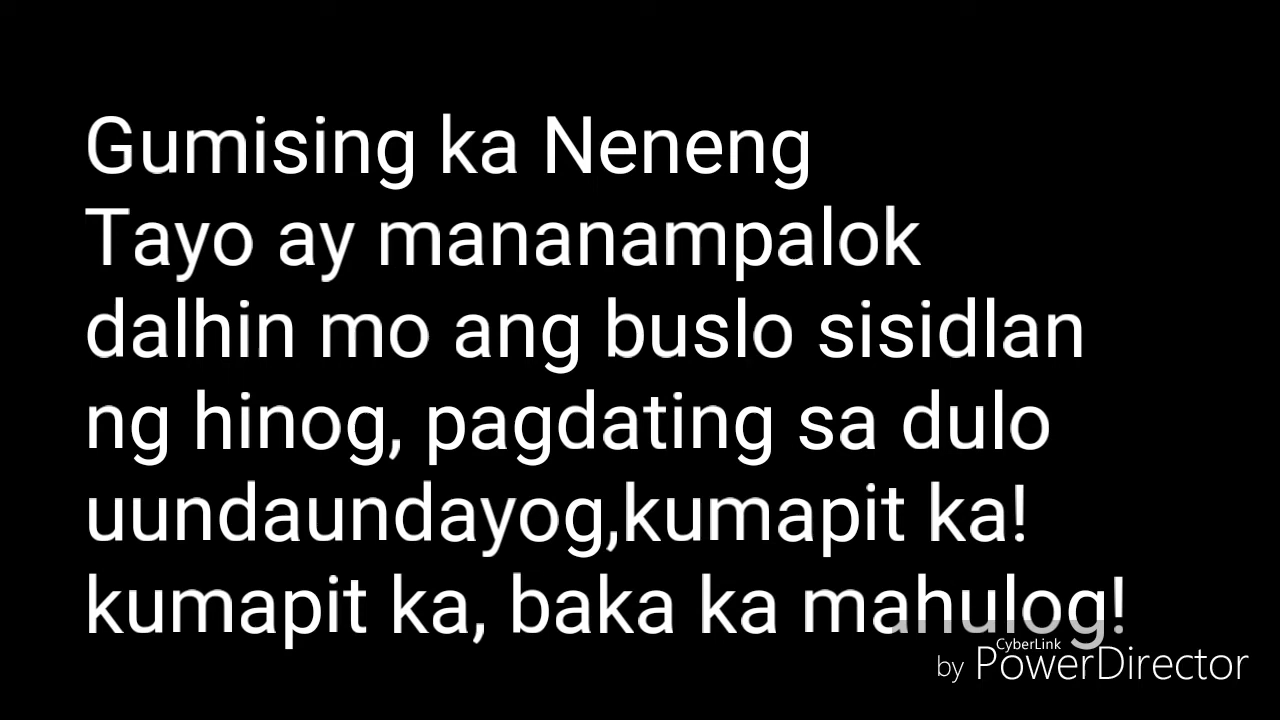 Gumising ka Neneng
Tayo ay mananampalok
dalhin mo ang buslo sisidlan
ng hinog, pagdating sa dulo
uundaundayog,kumapit ka!
kumapit ka, baka ka mahulog!
CyberLink
by PowerDirector